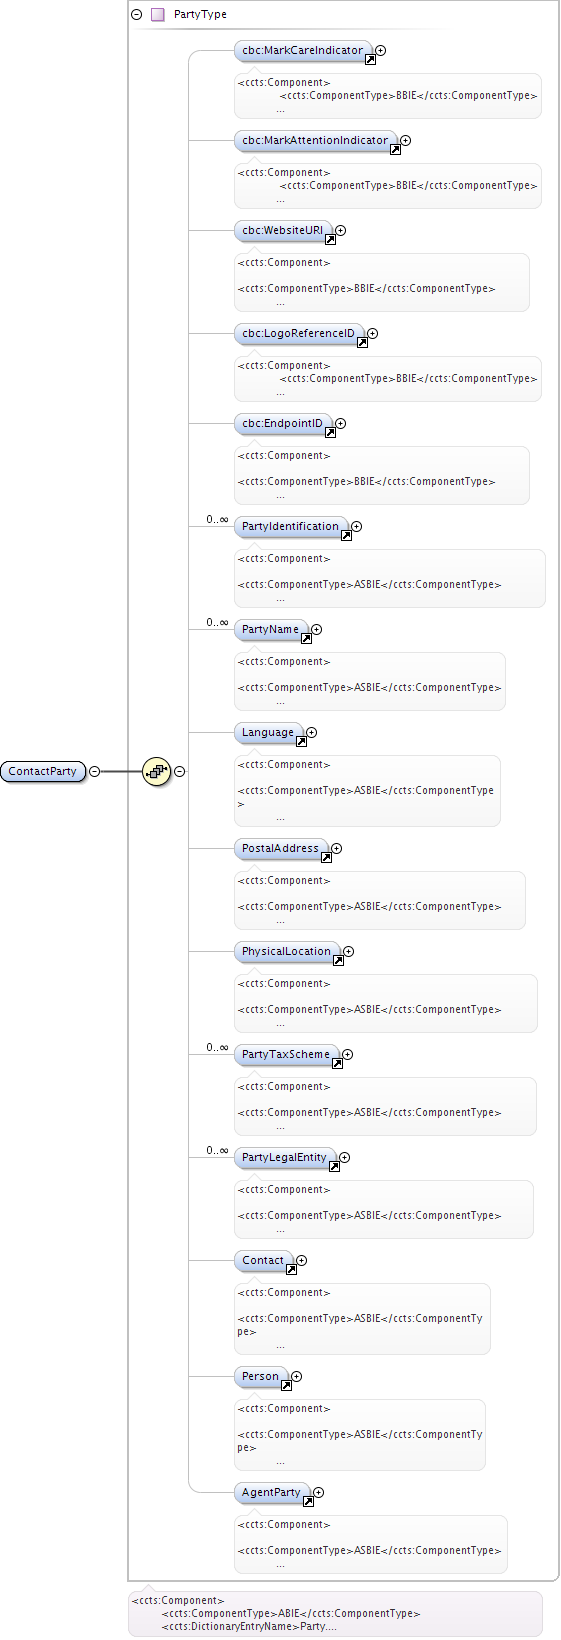 PartyType
cbc:MarkCareIndicator
<ccts:Component>
<ccts:ComponentType>BBIE</ccts:ComponentType>
...
cbc:MarkAttentionIndicator
<ccts:Component>
<ccts:ComponentType>BBIE</ccts:ComponentType>
...
cbc:WebsiteURI
<ccts:Component>
<ccts:ComponentType>BBIE</ccts:ComponentType>
...
cbc:LogoReferenceID
<ccts:Component>
<ccts:ComponentType>BBIE</ccts:ComponentType>
...
cbc:EndpointID
<ccts:Component>
<ccts:ComponentType>BBIE</ccts:ComponentType>
...
0..∞
PartyIdentification
<ccts:Component>
<ccts:ComponentType>ASBIE</ccts:ComponentType>
...
0..∞
PartyName
<ccts:Component>
<ccts:ComponentType>ASBIE</ccts:ComponentType>
...
Language
<ccts:Component>
<ccts:ComponentType>ASBIE</ccts:ComponentType
>
...
ContactParty
PostalAddress
<ccts:Component>
<ccts:ComponentType>ASBIE</ccts:ComponentType>
...
PhysicalLocation
<ccts:Component>
<ccts:ComponentType>ASBIE</ccts:ComponentType>
...
0..∞
PartyTaxScheme
<ccts:Component>
<ccts:ComponentType>ASBIE</ccts:ComponentType>
...
0..∞
PartyLegalEntity
<ccts:Component>
<ccts:ComponentType>ASBIE</ccts:ComponentType>
...
Contact
<ccts:Component>
<ccts:ComponentType>ASBIE</ccts:ComponentTy
pe>
...
Person
<ccts:Component>
<ccts:ComponentType>ASBIE</ccts:ComponentTy
pe>
...
AgentParty
<ccts:Component>
<ccts:ComponentType>ASBIE</ccts:ComponentType>
...
<ccts:Component>
<ccts:ComponentType>ABIE</ccts:ComponentType>
<ccts:DictionaryEntryName>Party....